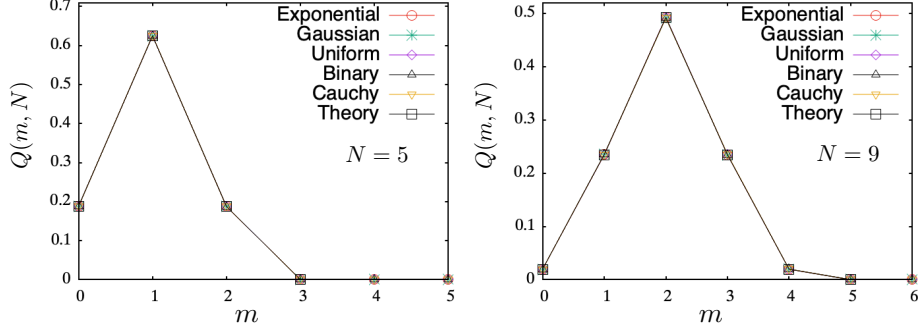 0.7
0.6
0.5
0.4
0.3
0.2
0.1
0
Q(m, N)
Exponential
Gaussian
Uniform
Binary
Cauchy
Theory
N = 5
0 1 2 3 4 5
m
0.5
0.4
0.3
0.2
0.1
0
Q(m, N)
Exponential
Gaussian
Uniform
Binary
Cauchy
Theory
N = 9
0 1 2 3 4 5 6
m